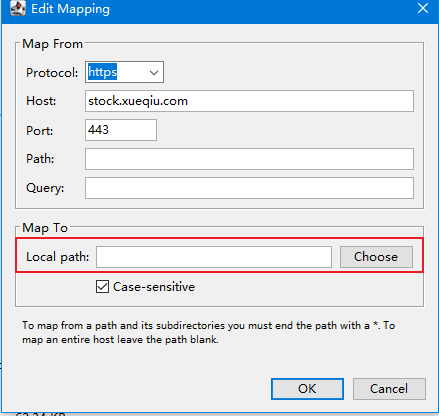 Edit Mapping
Map From
Protocol: https
Host: stock.xueqiu.com
Port: 443
Path:
Query:
Map To
Local path: Choose
Case-sensitive
To map from a path and its subdirectories you must end the path with a *. To
map an entire host leave the path blank.
OK Cancel